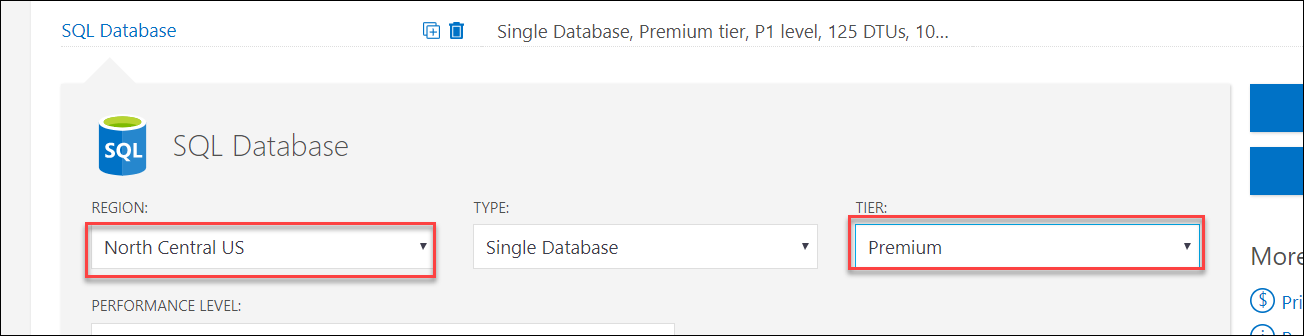 SQL Database
Single Database, Premium tier, P1 level, 125 DTUs, 10...
SQL
SQL Database
REGION:
TYPE:
TIER:
North Central US
Single Database
Premium
PERFORMANCE LEVEL:
More
$ Pri